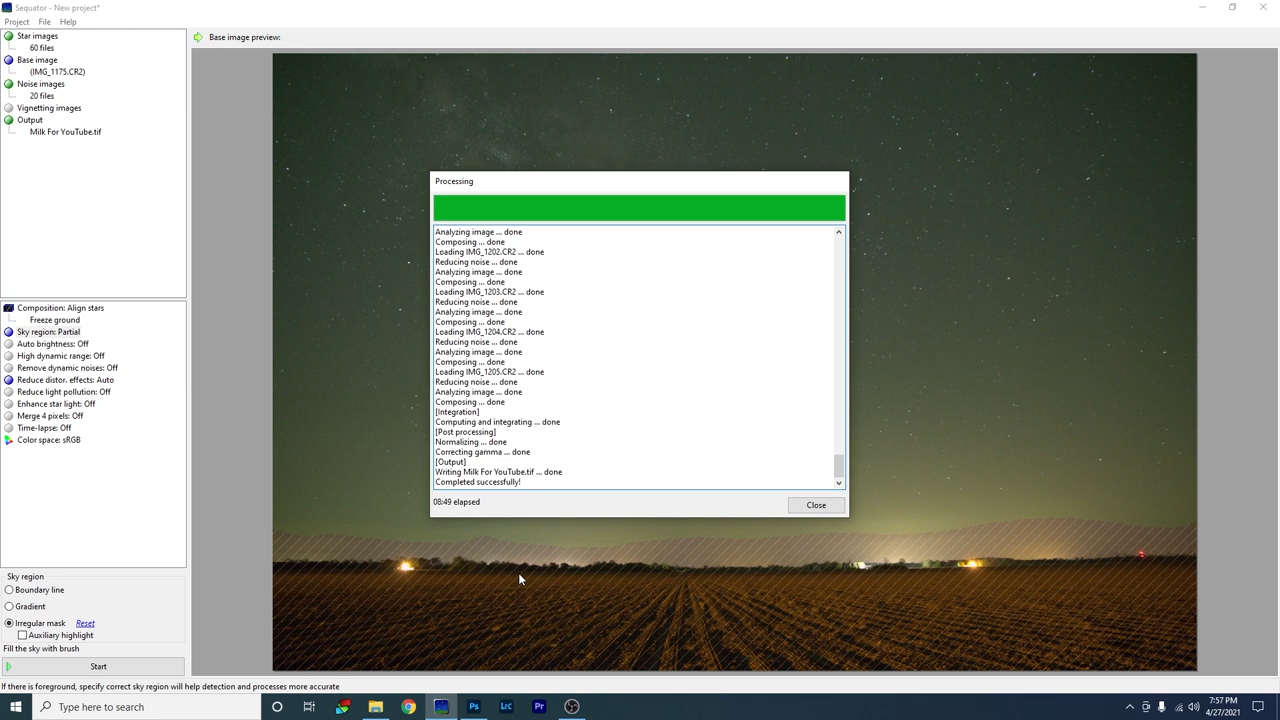 Sequator - New project*
Project File Help
Star images
60 files
Base image
(IMG_1175.CR2)
Noise images
20 files
Vignetting images
Output
Milk For YouTube.tif
Base image preview:
Processing
Analyzing image ... done
Composing ... done
Loading IMG_1202.CR2 ... done
Reducing noise ... done
Analyzing image ... done
Composing ... done
Loading IMG_1203.CR2 ... done
Reducing noise ... done
Analyzing image ... done
Composing ... done
Loading IMG_1204.CR2 ... done
Reducing noise ... done
Analyzing image ... done
Composing ... done
Loading IMG_1205.CR2 ... done
Reducing noise ... done
Analyzing image ... done
Composing ... done
[Integration]
Computing and integrating ... done
[Post processing]
Normalizing ... done
Correcting gamma ... done
[Output]
Writing Milk For YouTube.tif ... done
Completed successfully!
08:49 elapsed
Close
Composition: Align stars
Freeze ground
Sky region: Partial
Auto brightness: Off
High dynamic range: Off
Remove dynamic noises: Off
Reduce distor. effects: Auto
Reduce light pollution: Off
Enhance star light: Off
Merge 4 pixels: Off
Time-lapse: Off
Color space: sRGB
Sky region
Boundary line
Gradient
Irregular mask Reset
Auxiliary highlight
Fill the sky with brush
Start
If there is foreground, specify correct sky region will help detection and processes more accurate
Type here to search
Ps
Lrc
Pr
7:57 PM
4/27/2021